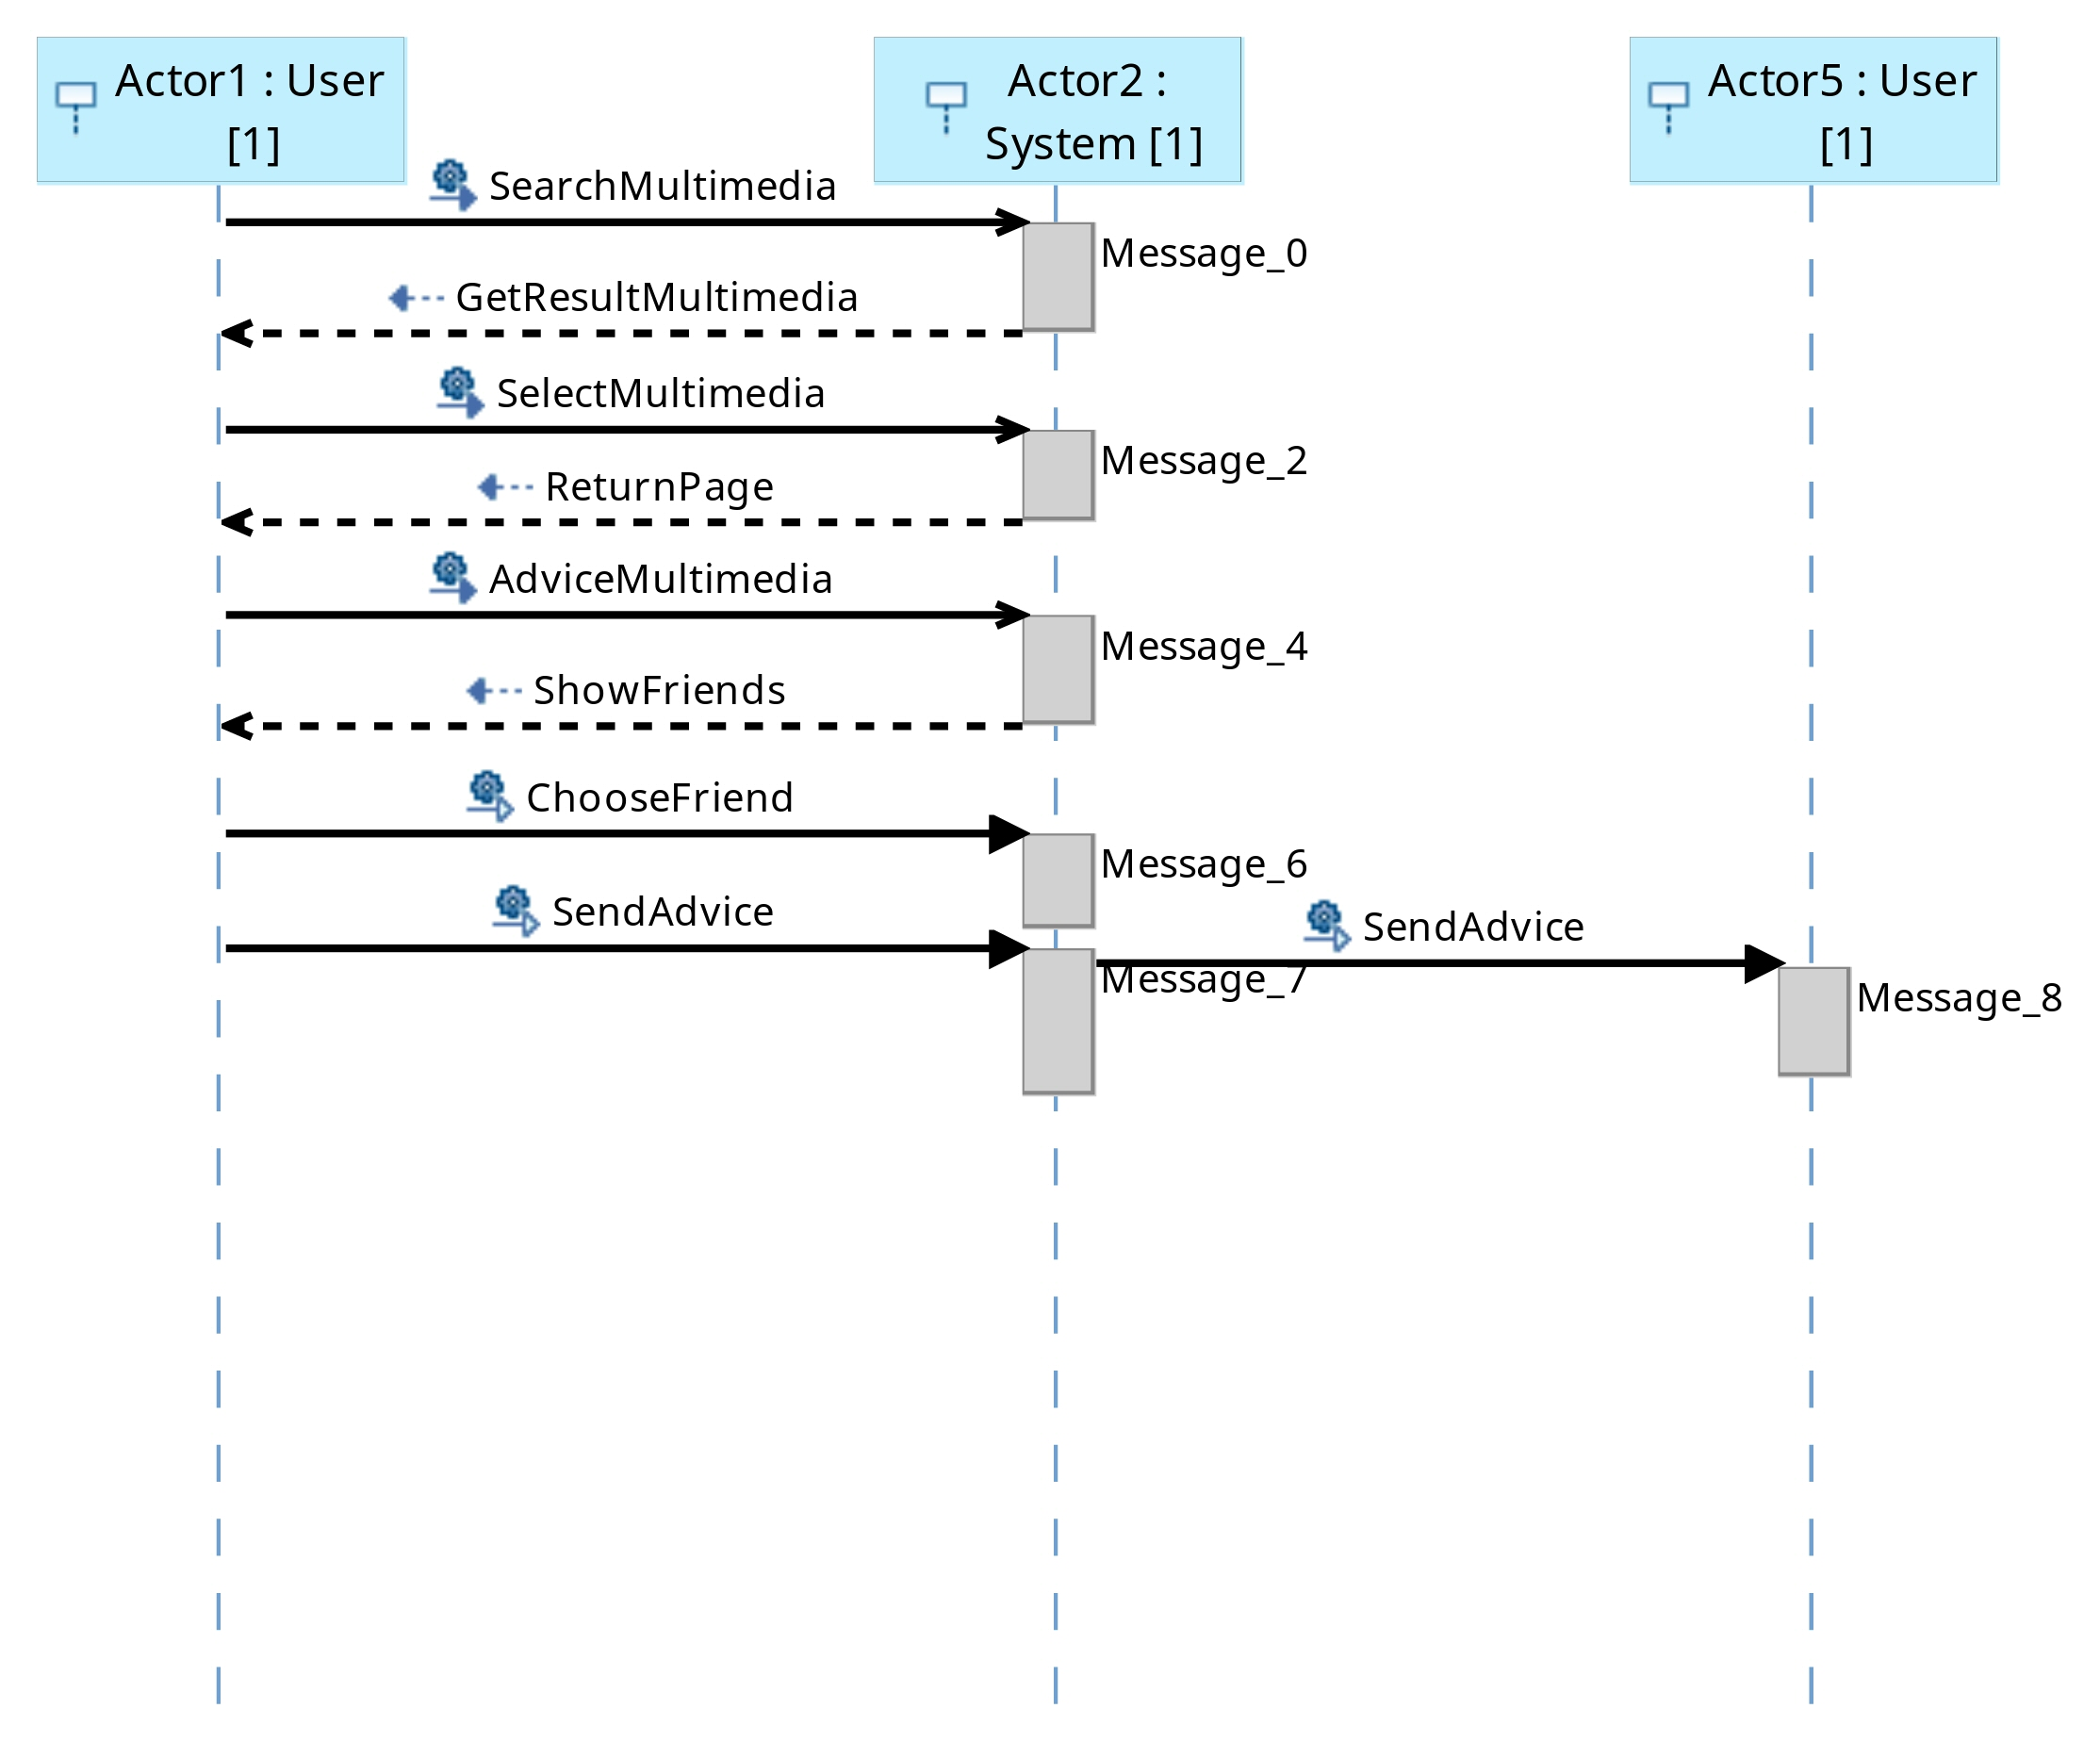 Actor1 : User
[1]
Actor2 :
System [1]
Actor5 : User
[1]
SearchMultimedia
Message_0
GetResultMultimedia
SelectMultimedia
Message_2
ReturnPage
AdviceMultimedia
Message_4
ShowFriends
ChooseFriend
Message_6
SendAdvice
SendAdvice
Message_7
Message_8